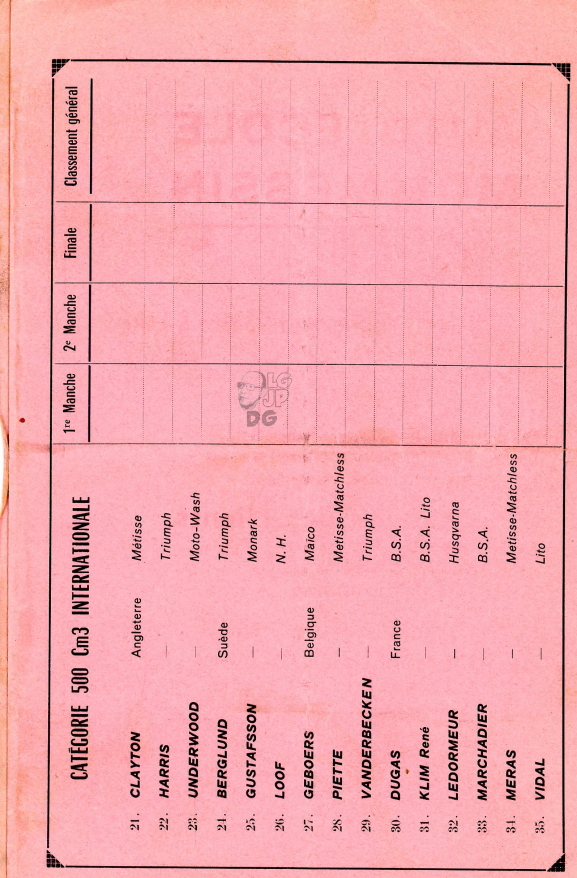 CATÉGORIE 500 Cm3 INTERNATIONALE 1re Manche 2e Manche Finale Classement général
21. CLAYTON Angleterre Métisse
22. HARRIS — Triumph
23. UNDERWOOD — Moto-Wash
24. BERGLUND Suède Triumph
25. GUSTAFSSON — Monark
26. LOOF — N. H.
27. GEBOERS Belgique Maïco
28. PIETTE — Metisse-Matchless
29. VANDERBECKEN — Triumph
30. DUGAS France B.S.A.
31. KLIM René — B.S.A. Lito
32. LEDORMEUR — Husqvarna
33. MARCHADIER — B.S.A.
34. MERAS — Metisse-Matchless
35. VIDAL — Lito
LG
JP
DG